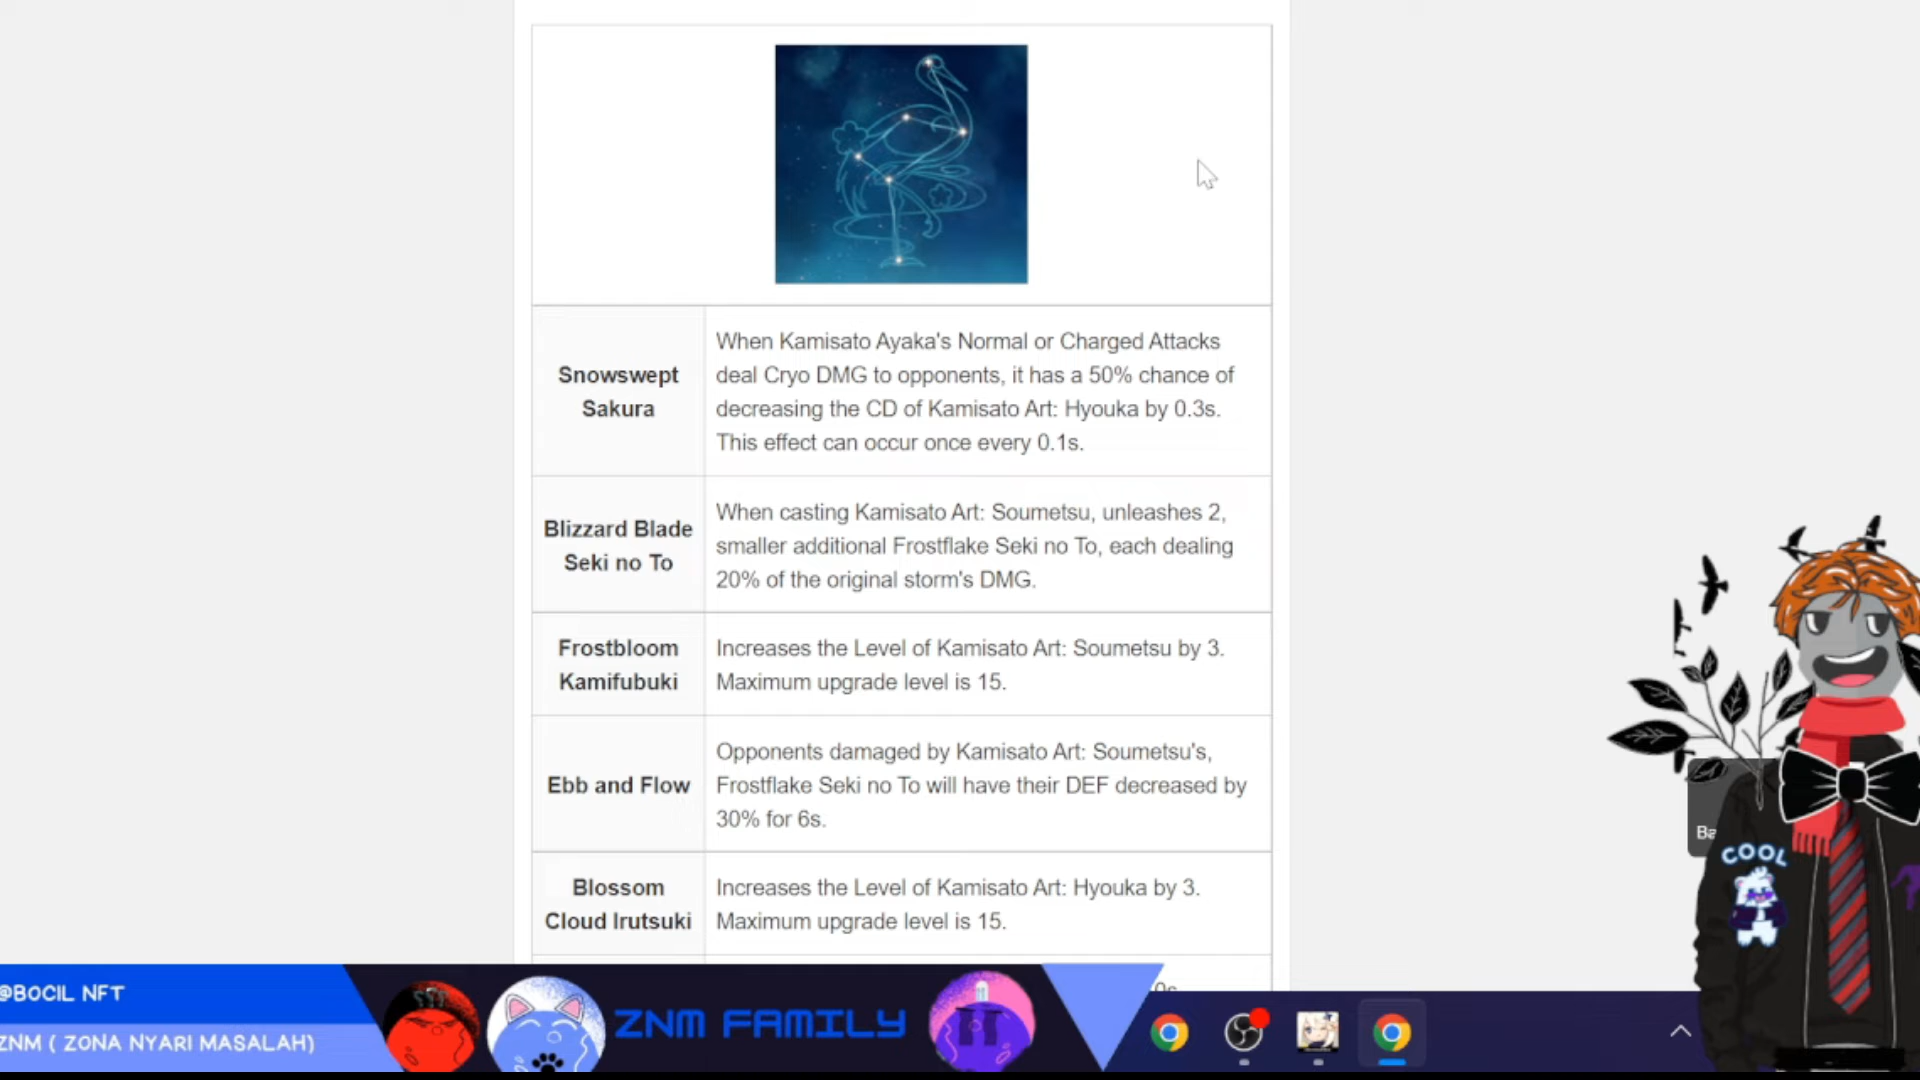 Snowswept
Sakura
When Kamisato Ayaka's Normal or Charged Attacks
deal Cryo DMG to opponents, it has a 50% chance of
decreasing the CD of Kamisato Art: Hyouka by 0.3s.
This effect can occur once every 0.1s.
Blizzard Blade
Seki no To
When casting Kamisato Art: Soumetsu, unleashes 2,
smaller additional Frostflake Seki no To, each dealing
20% of the original storm's DMG.
Frostbloom
Kamifubuki
Increases the Level of Kamisato Art: Soumetsu by 3.
Maximum upgrade level is 15.
Ebb and Flow
Opponents damaged by Kamisato Art: Soumetsu's,
Frostflake Seki no To will have their DEF decreased by
30% for 6s.
Blossom
Cloud Irutsuki
Increases the Level of Kamisato Art: Hyouka by 3.
Maximum upgrade level is 15.
Ba
COOL
@BOCIL NFT
ZNM ( ZONA NYARI MASALAH)
ZNM FAMILY